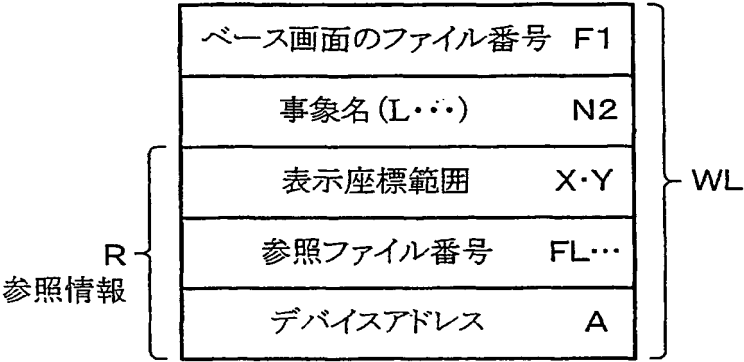 ベース画面のファイル番号 F1
事象名(L・・・) N2
表示座標範囲 X・Y
WL
参照ファイル番号 FL・・・
R
参照情報
デバイスアドレス A